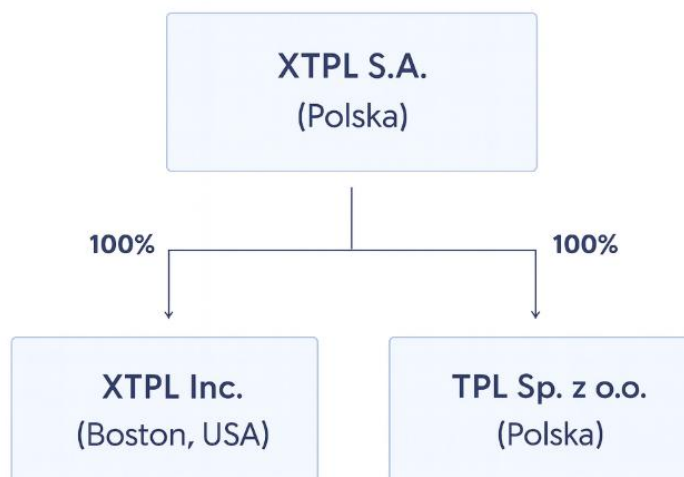 XTPL S.A.
(Polska)
100%
100%
XTPL Inc.
(Boston, USA)
TPL Sp. z o.o.
(Polska)